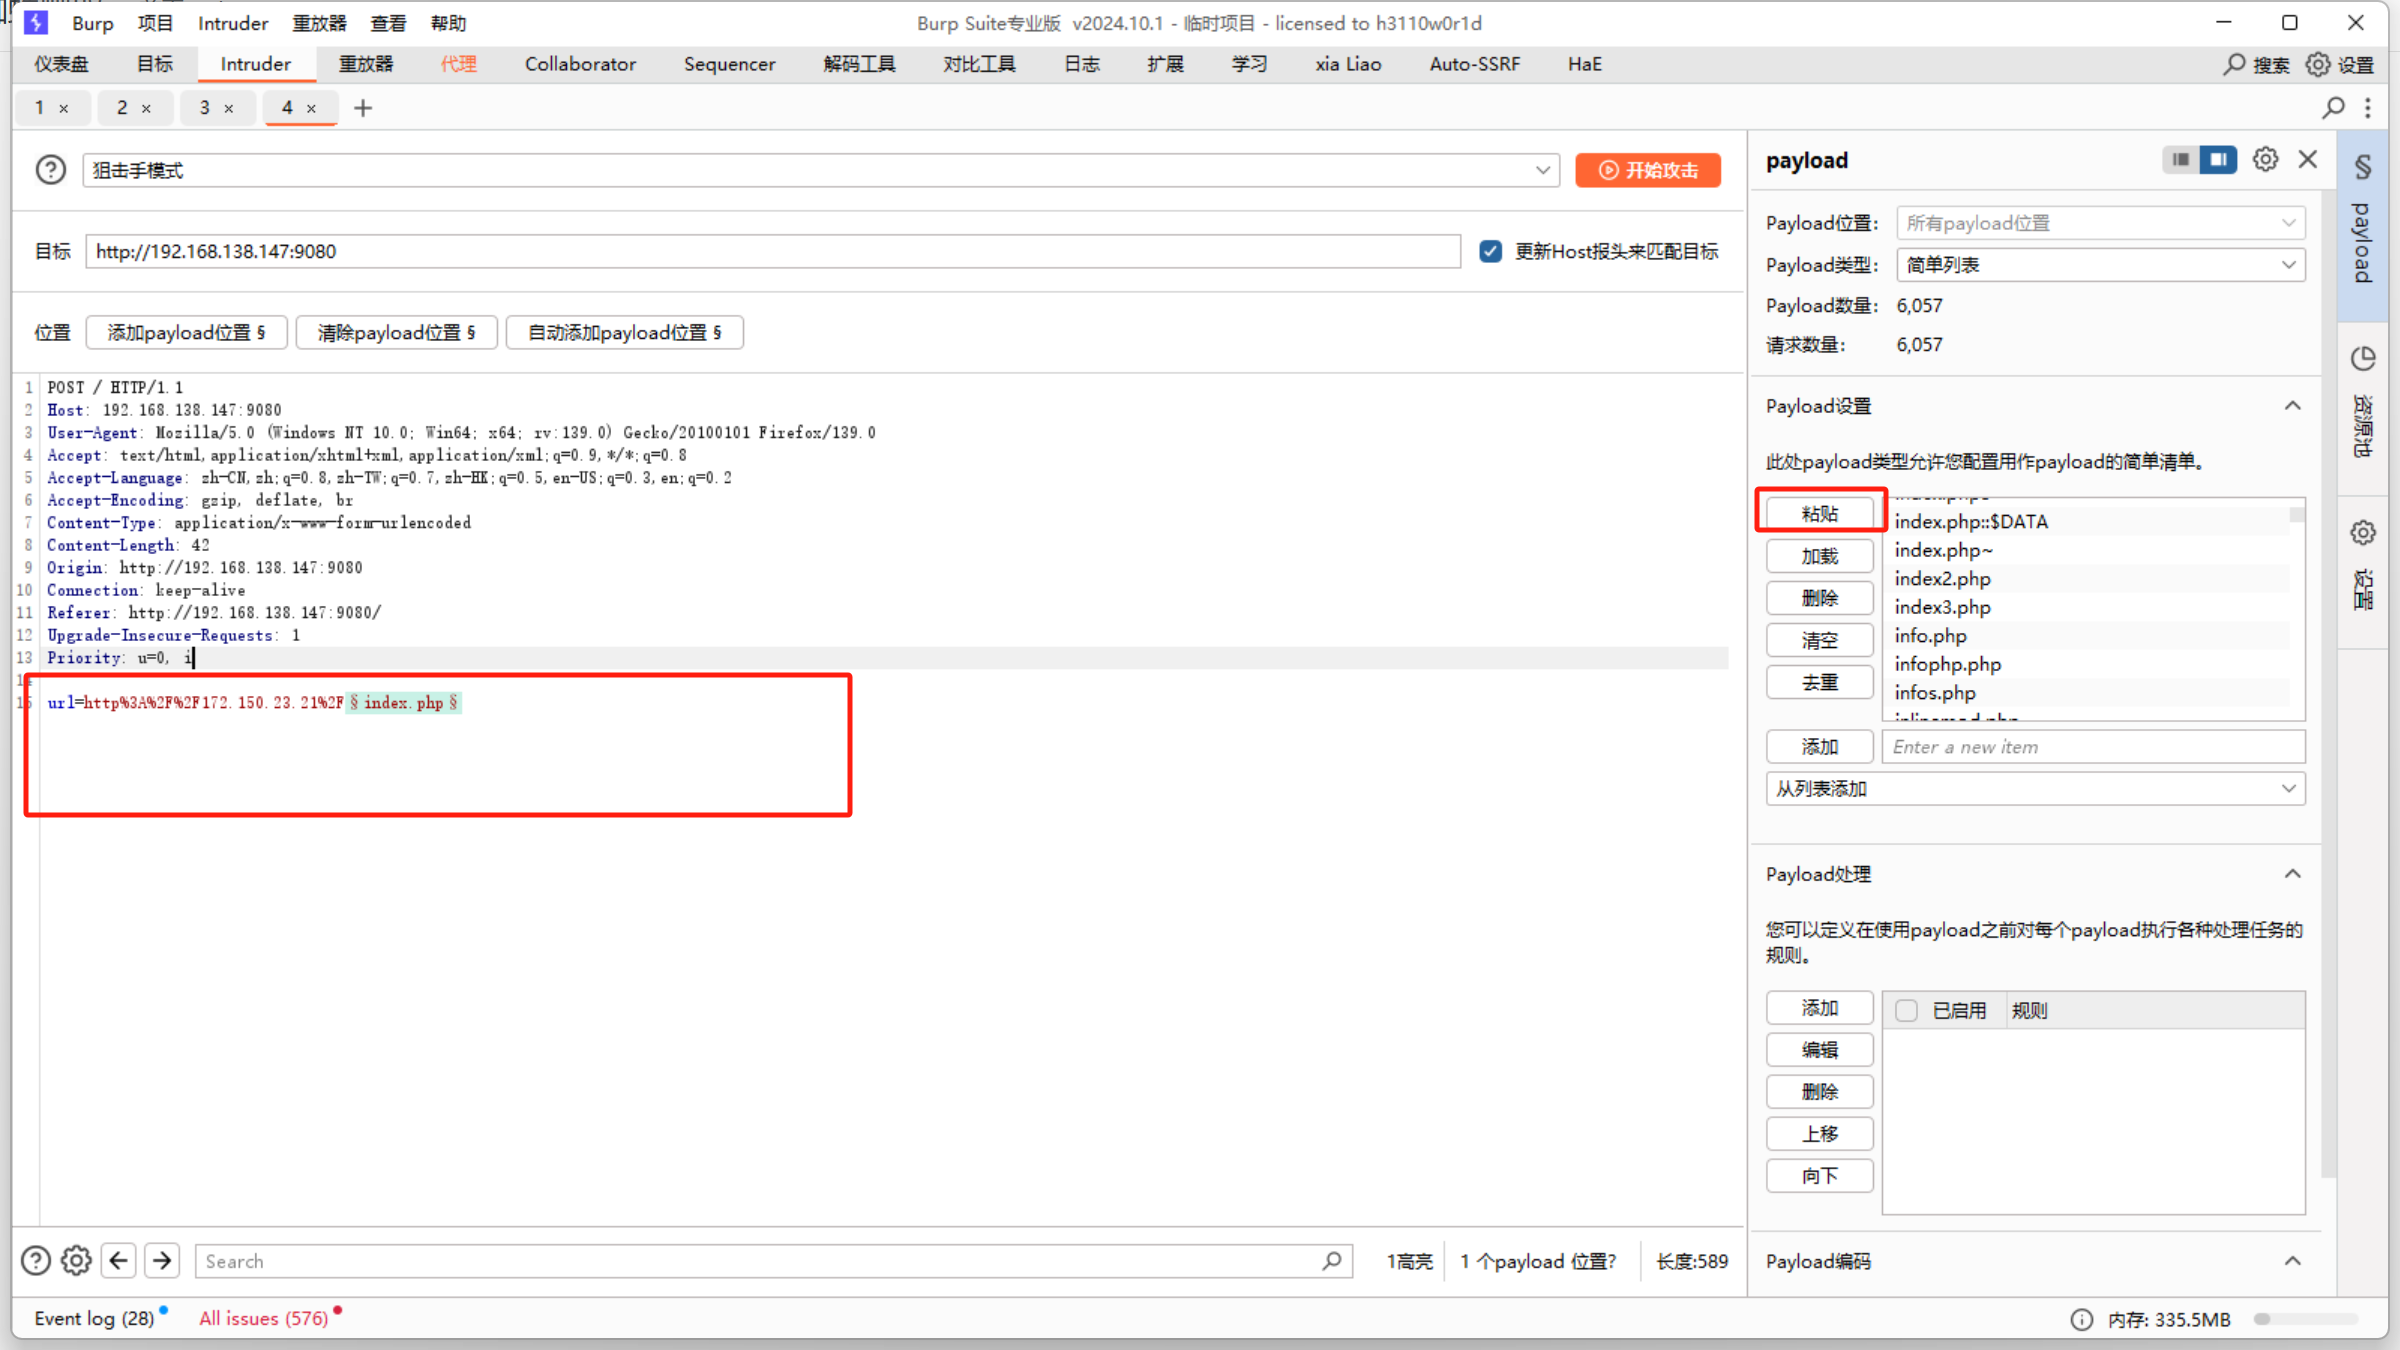 Burp 项目 Intruder 重放器 查看 帮助
Burp Suite专业版 v2024.10.1 - 临时项目 - licensed to h3110w0r1d
仪表盘 目标 Intruder 重放器 代理 Collaborator Sequencer 解码工具 对比工具 日志 扩展 学习 xia Liao Auto-SSRF HaE
搜索 设置
1 × 2 × 3 × 4 × +
狙击手模式
开始攻击
目标 http://192.168.138.147:9080
更新Host报头来匹配目标
位置 添加payload位置 § 清除payload位置 § 自动添加payload位置 §
1 POST / HTTP/1.1
2 Host: 192.168.138.147:9080
3 User-Agent: Mozilla/5.0 (Windows NT 10.0; Win64; x64; rv:139.0) Gecko/20100101 Firefox/139.0
4 Accept: text/html,application/xhtml+xml,application/xml;q=0.9,*/*;q=0.8
5 Accept-Language: zh-CN,zh;q=0.8,zh-TW;q=0.7,zh-HK;q=0.5,en-US;q=0.3,en;q=0.2
6 Accept-Encoding: gzip, deflate, br
7 Content-Type: application/x-www-form-urlencoded
8 Content-Length: 42
9 Origin: http://192.168.138.147:9080
10 Connection: keep-alive
11 Referer: http://192.168.138.147:9080/
12 Upgrade-Insecure-Requests: 1
13 Priority: u=0, i
14
15 url=http%3A%2F%2F172.150.23.21%2F§index.php§
Search
1高亮
1 个payload 位置?
长度:589
payload
Payload位置: 所有payload位置
Payload类型: 简单列表
Payload数量: 6,057
请求数量: 6,057
Payload设置
此处payload类型允许您配置用作payload的简单清单。
粘贴
加载
删除
清空
去重
index.php::$DATA
index.php~
index2.php
index3.php
info.php
infophp.php
infos.php
添加 Enter a new item
从列表添加
Payload处理
您可以定义在使用payload之前对每个payload执行各种处理任务的
规则。
添加
编辑
删除
上移
向下
已启用 规则
Payload编码
§ payload
资源池
设置
Event log (28) All issues (576)
内存: 335.5MB